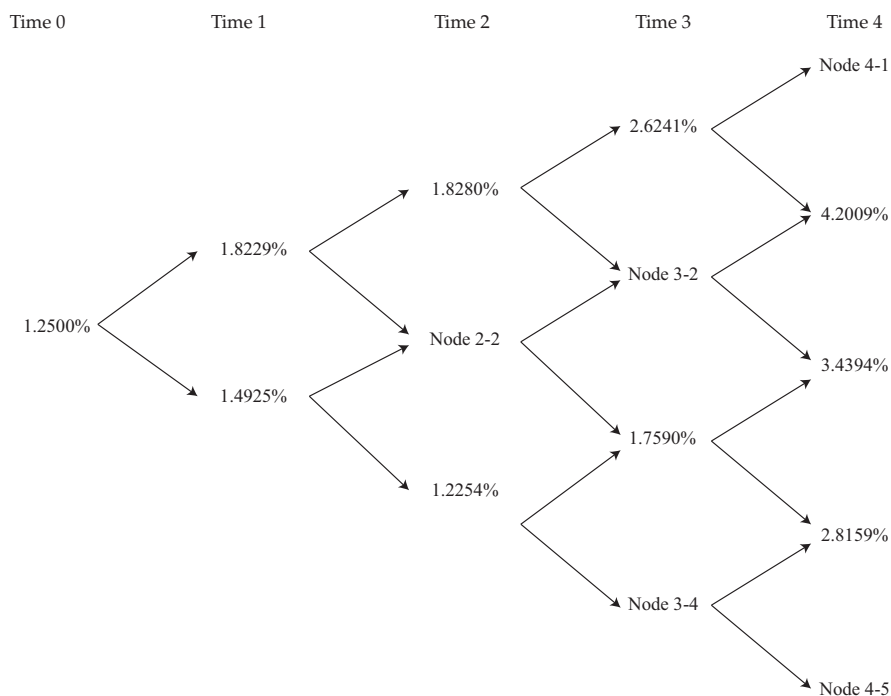 Time 0 Time 1 Time 2 Time 3 Time 4
Node 4-1
2.6241%
1.8280%
4.2009%
1.8229%
Node 3-2
1.2500%
Node 2-2
3.4394%
1.4925%
1.7590%
1.2254%
2.8159%
Node 3-4
Node 4-5